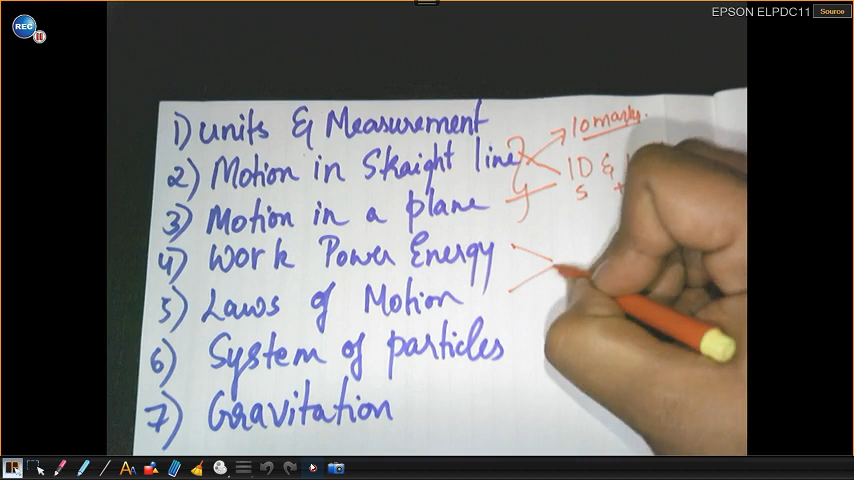 EPSON ELPDC11 Source
REC
1) units & Measurement
10 marks.
2) Motion in Straight line
1D &
5 +
3) Motion in a plane
4) Work Power Energy
5) Laws of Motion
6) System of particles
7) Gravitation